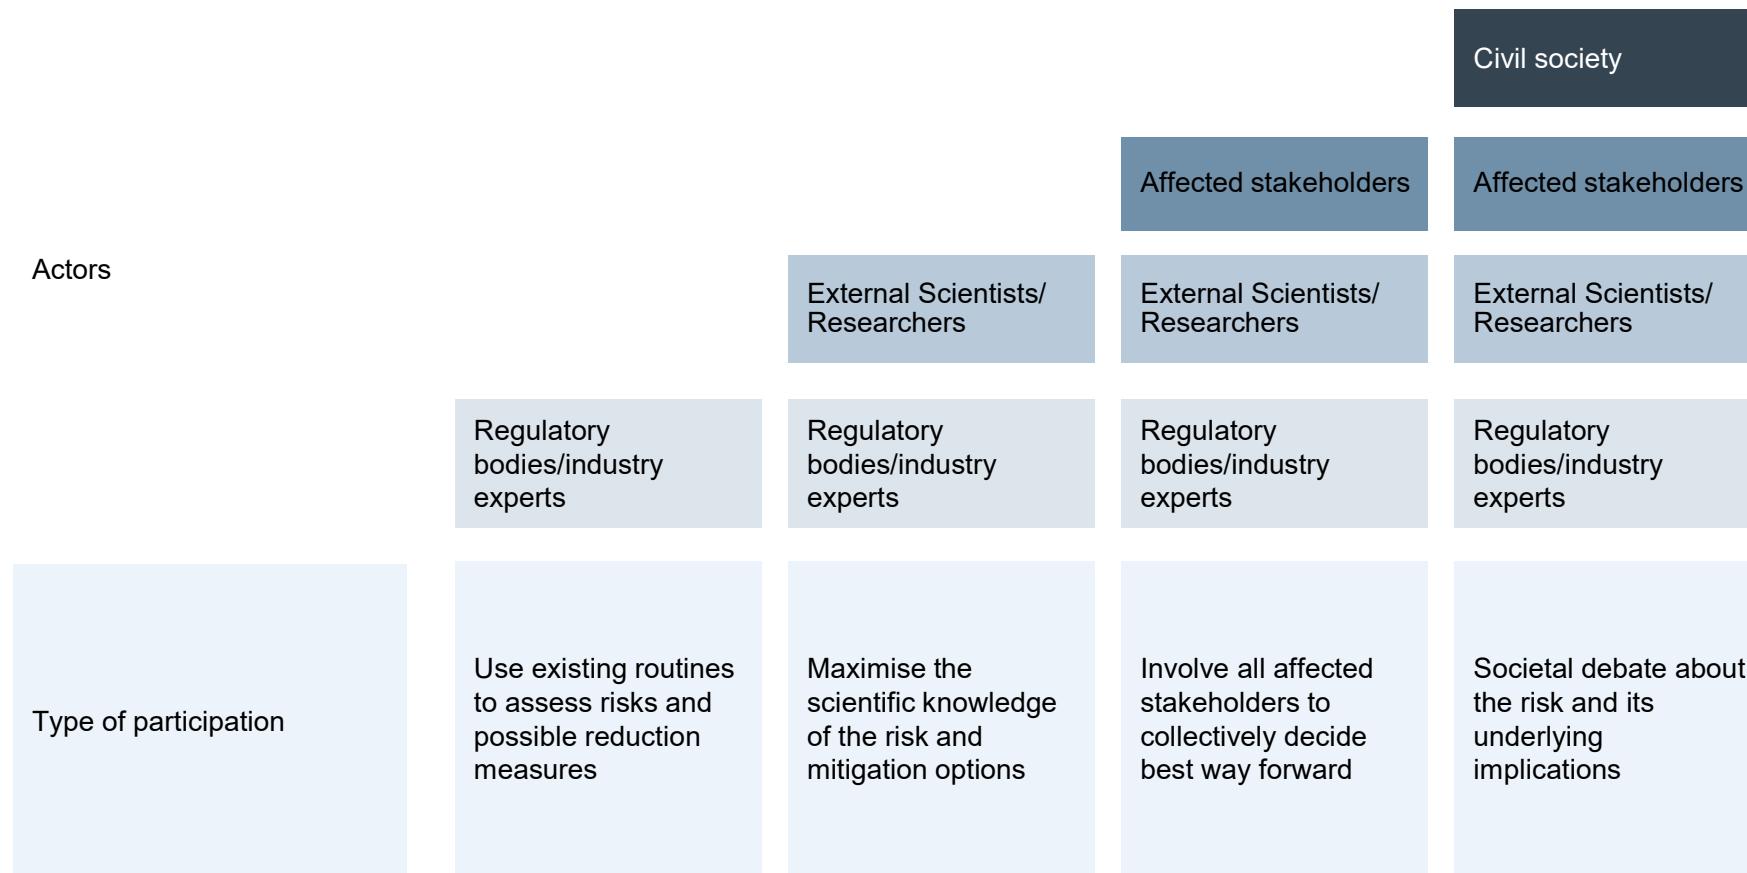 Civil society
Affected stakeholders
Affected stakeholders
Actors
External Scientists/
Researchers
External Scientists/
Researchers
External Scientists/
Researchers
Regulatory
bodies/industry
experts
Regulatory
bodies/industry
experts
Regulatory
bodies/industry
experts
Regulatory
bodies/industry
experts
Type of participation
Use existing routines
to assess risks and
possible reduction
measures
Maximise the
scientific knowledge
of the risk and
mitigation options
Involve all affected
stakeholders to
collectively decide
best way forward
Societal debate about
the risk and its
underlying
implications